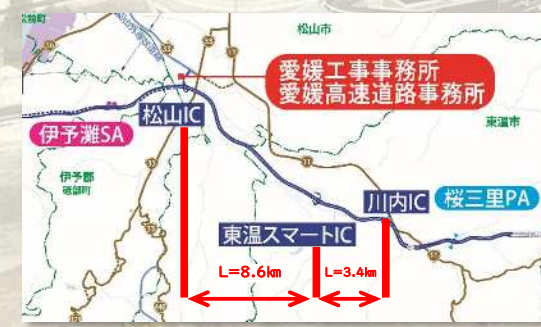 松前町
松山市
愛媛工事事務所
愛媛高速道路事務所
松山IC
伊予灘SA
東温市
伊予郡
砥部町
川内IC
桜三里PA
東温スマートIC
L=8.6km
L=3.4km